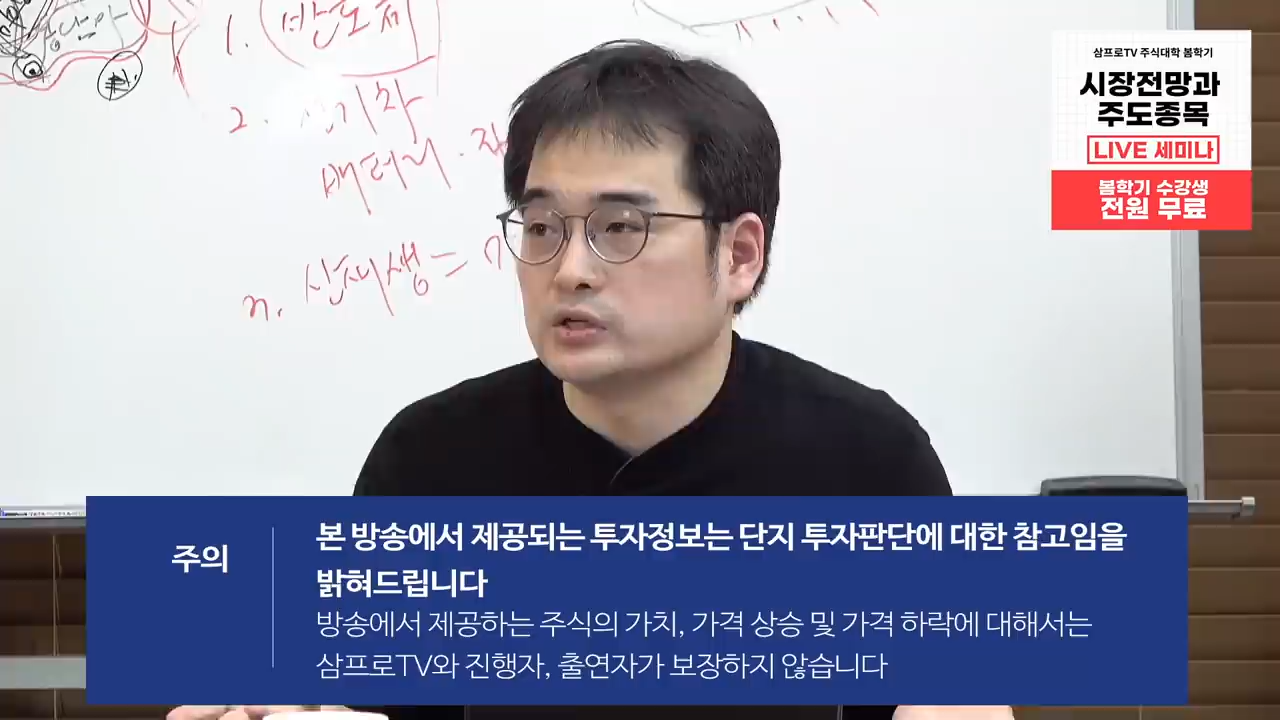 1. 반도체
2. 전기차
배터리 ·
n. 신재생 =
삼프로TV 주식대학 봄학기
시장전망과
주도종목
LIVE 세미나
봄학기 수강생
전원 무료
주의
본 방송에서 제공되는 투자정보는 단지 투자판단에 대한 참고임을
밝혀드립니다
방송에서 제공하는 주식의 가치, 가격 상승 및 가격 하락에 대해서는
삼프로TV와 진행자, 출연자가 보장하지 않습니다